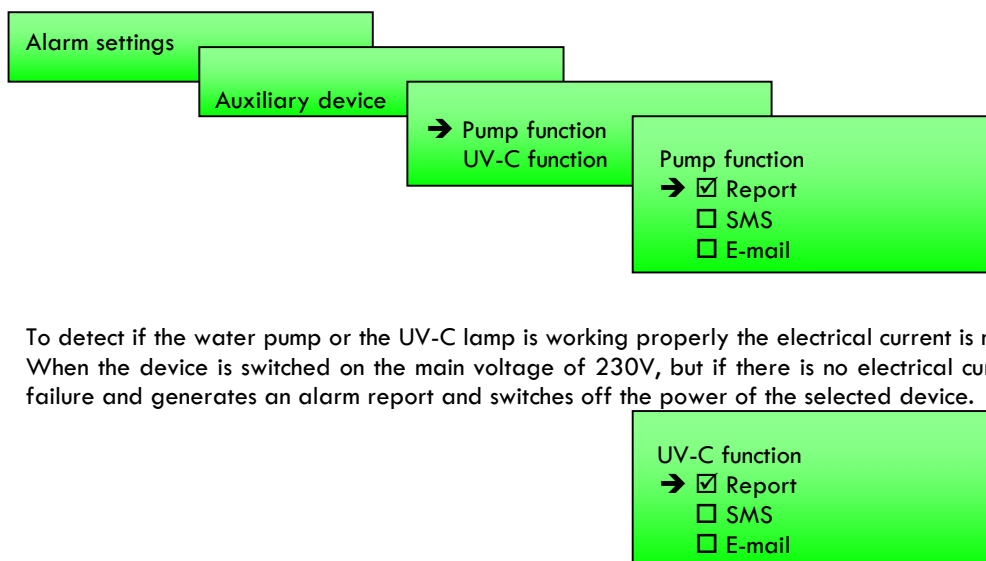 Alarm settings
Auxiliary device
➔ Pump function
UV-C function
Pump function
➔ ☑ Report
☐ SMS
☐ E-mail
To detect if the water pump or the UV-C lamp is working properly the electrical current is
When the device is switched on the main voltage of 230V, but if there is no electrical
failure and generates an alarm report and switches off the power of the selected device.
UV-C function
➔ ☑ Report
☐ SMS
☐ E-mail